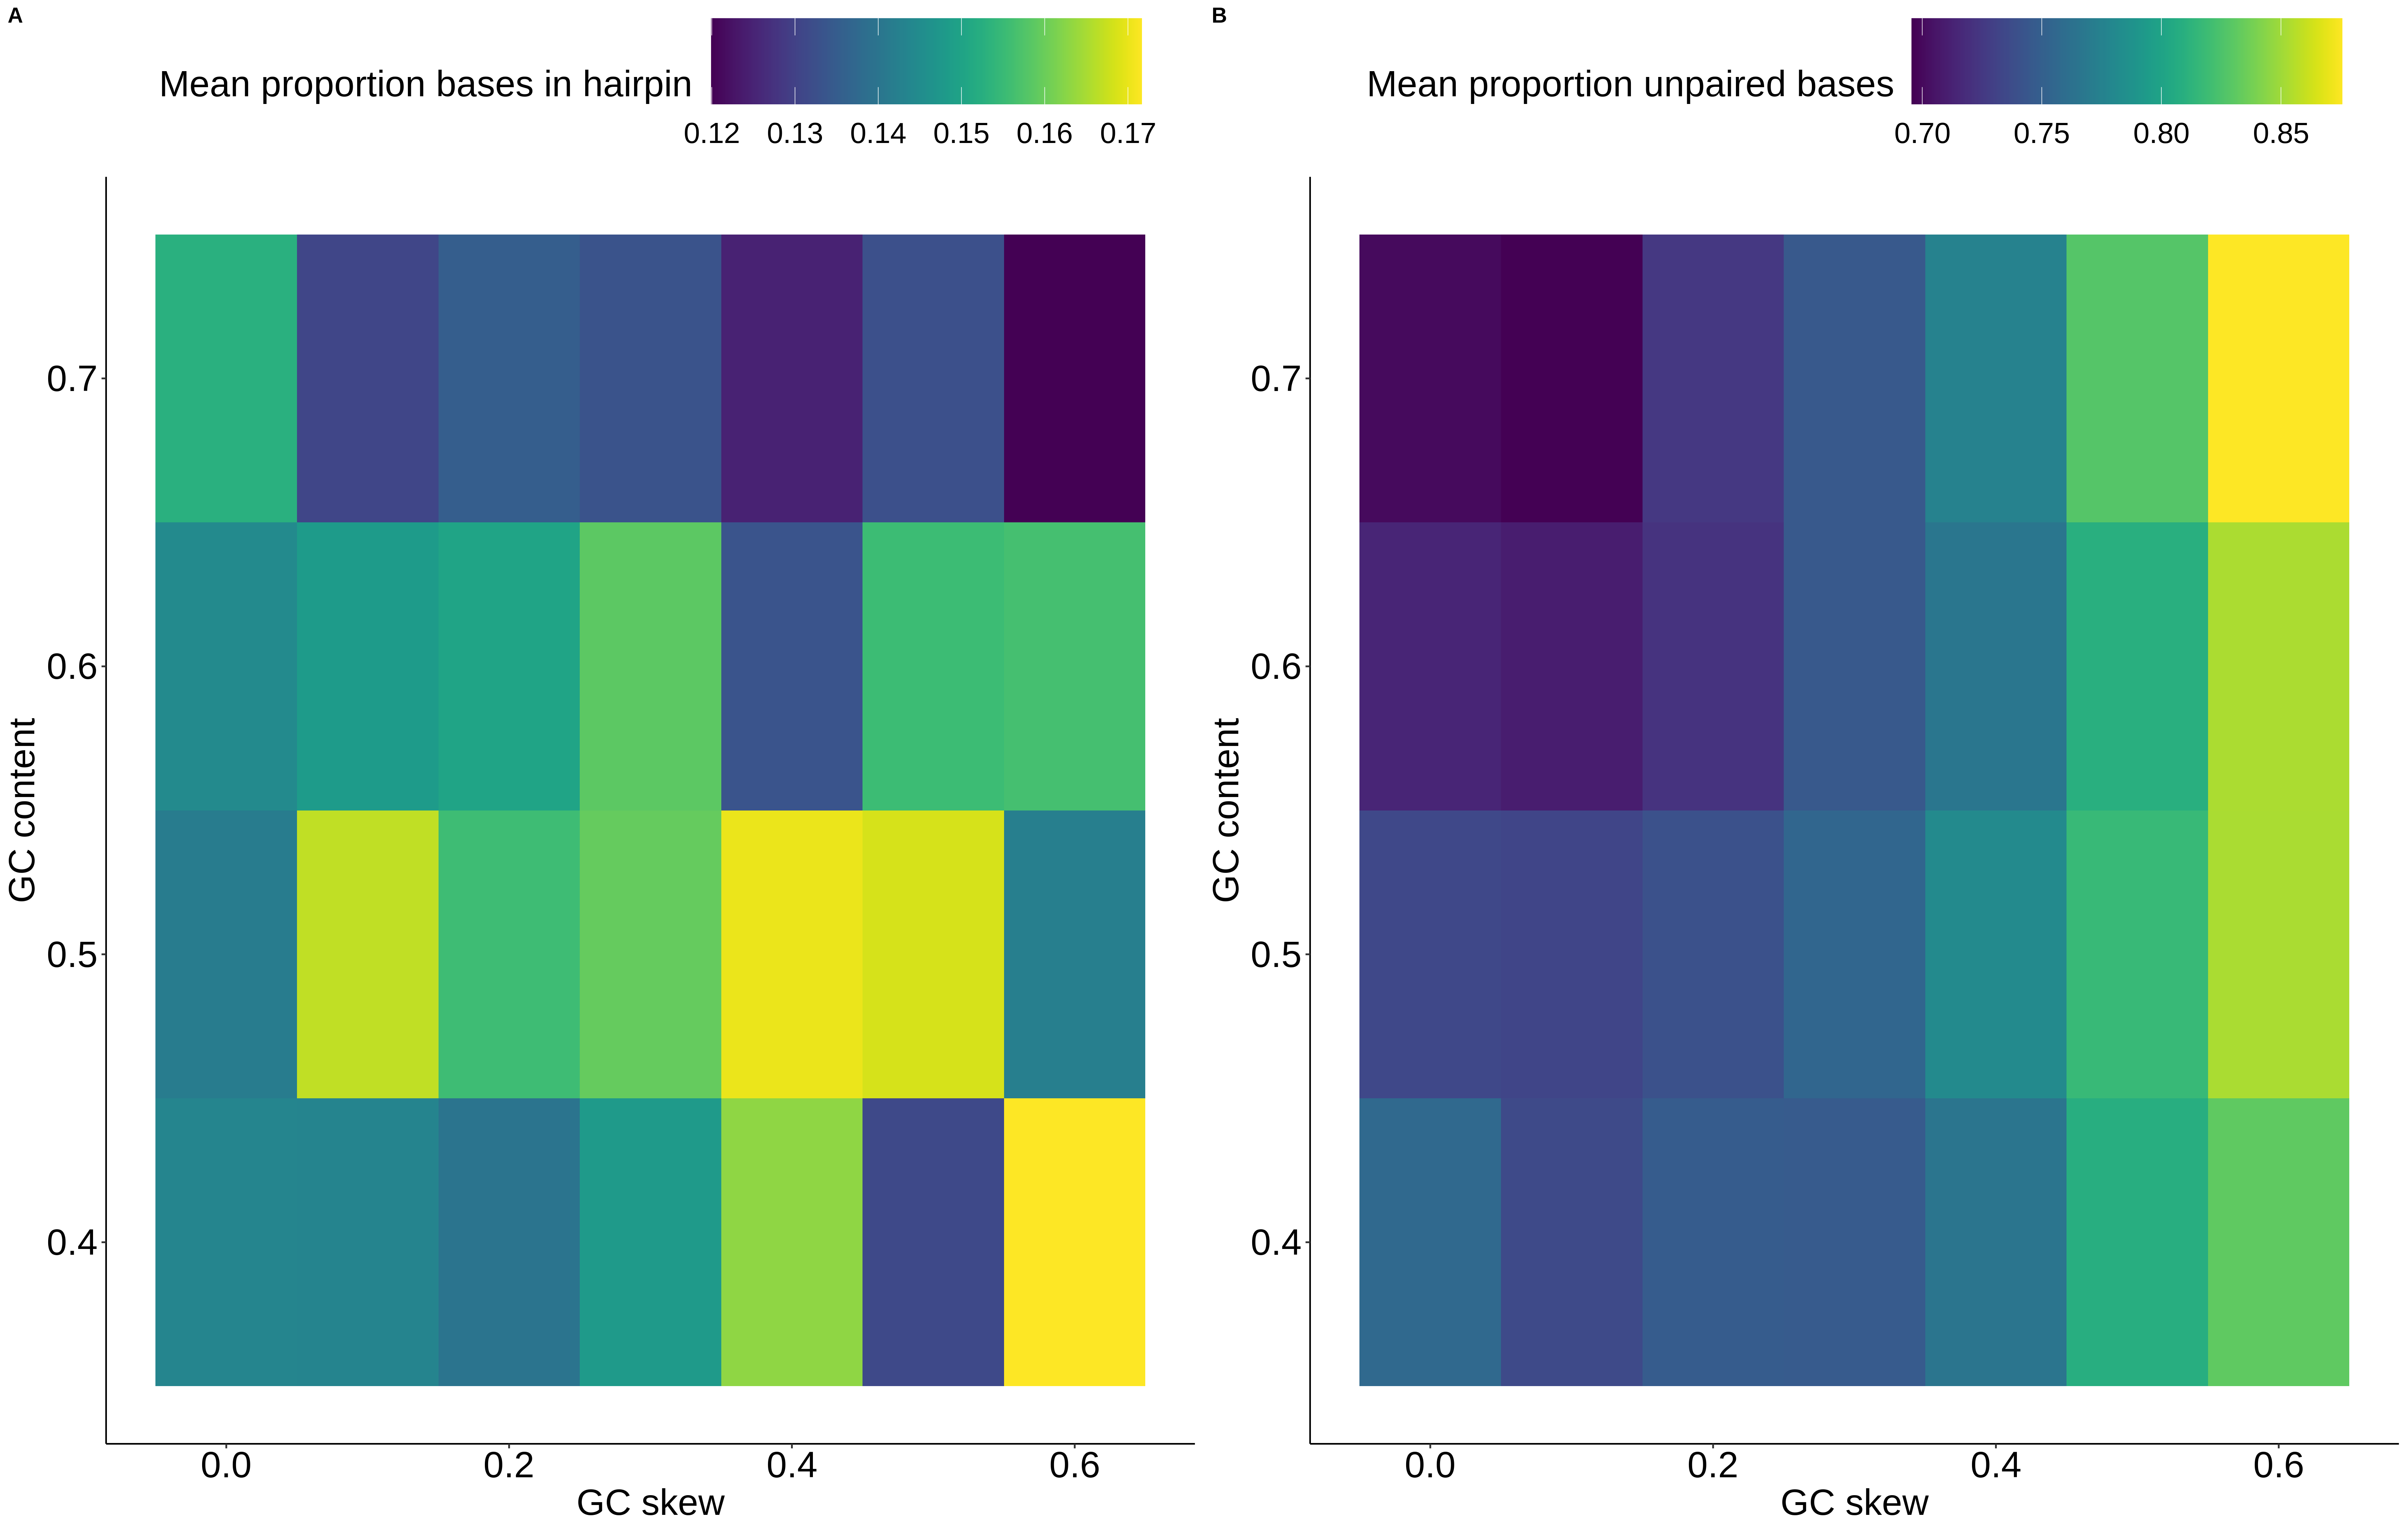 A
Mean proportion bases in hairpin
0.12 0.13 0.14 0.15 0.16 0.17
GC content
0.7
0.6
0.5
0.4
0.0 0.2 0.4 0.6
GC skew
B
Mean proportion unpaired bases
0.70 0.75 0.80 0.85
GC content
0.7
0.6
0.5
0.4
0.0 0.2 0.4 0.6
GC skew